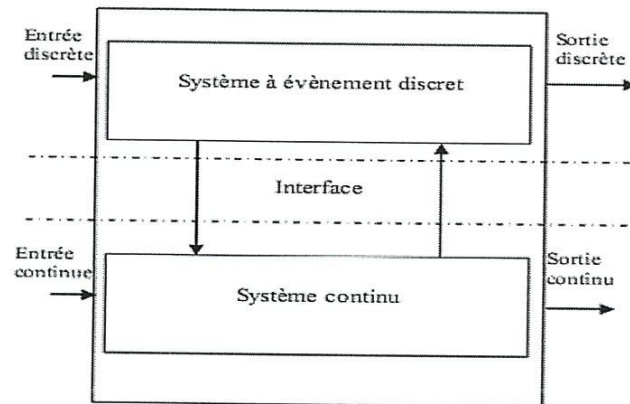 Entrée
discrète
Sortie
discrète
Système à évènement discret
Interface
Entrée
continue
Sortie
continu
Système continu